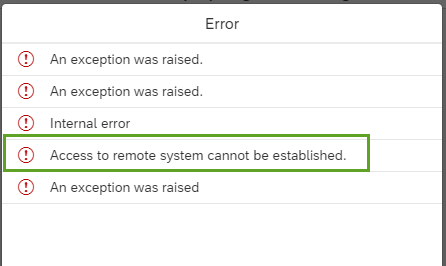 Error
An exception was raised.
An exception was raised.
Internal error
Access to remote system cannot be established.
An exception was raised